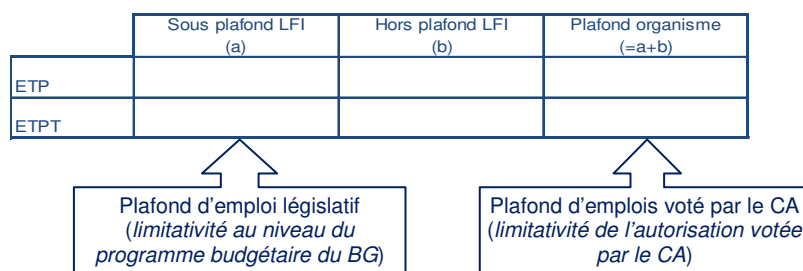 Sous plafond LFI Hors plafond LFI Plafond organisme
(a) (b) (=a+b)
ETP
ETPT
Plafond d'emploi législatif
(limitativité au niveau du
programme budgétaire du BG)
Plafond d'emplois voté par le CA
(limitativité de l'autorisation votée
par le CA)